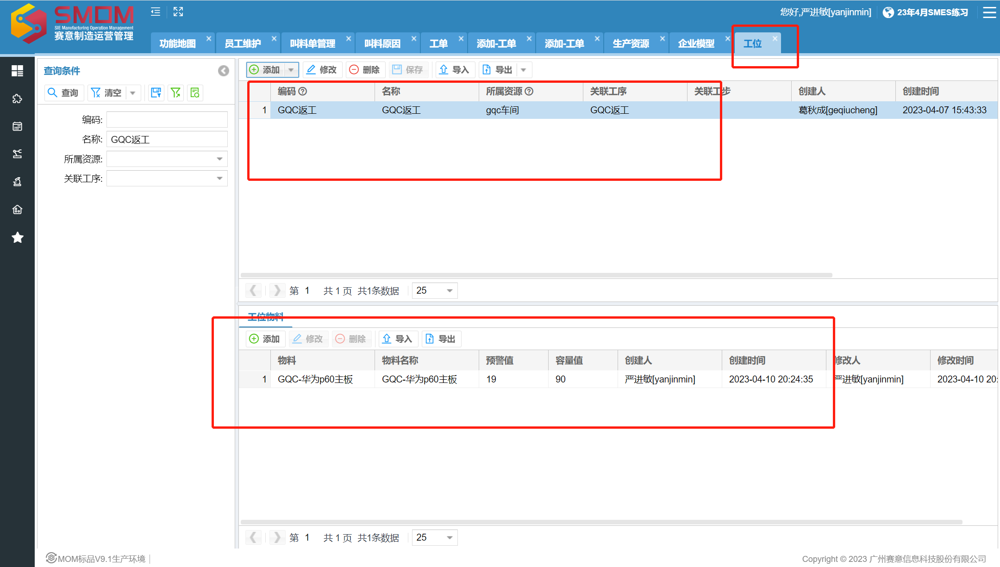 SMOM
SIE Manufacturing Operation Management
赛意制造运营管理
您好,严进敏[yanjinmin]
23年4月SMES练习
功能地图
员工维护
叫料单管理
叫料原因
工单
添加-工单
添加-工单
生产资源
企业模型
工位
查询条件
查询
清空
编码:
名称: GQC返工
所属资源:
关联工序:
添加 修改 删除 保存 导入 导出
编码 名称 所属资源 关联工序 关联工步 创建人 创建时间
1 GQC返工 GQC返工 gqc车间 GQC返工 葛秋成[geqiucheng] 2023-04-07 15:43:33
第 1 共 1 页 共1条数据 25
工位物料
添加 修改 删除 导入 导出
物料 物料名称 预警值 容量值 创建人 创建时间 修改人 修改时间
1 GQC-华为p60主板 GQC-华为p60主板 19 90 严进敏[yanjinmin] 2023-04-10 20:24:35 严进敏[yanjinmin] 2023-04-10 20:
第 1 共 1 页 共1条数据 25
MOM标品V9.1生产环境
Copyright © 2023 广州赛意信息科技股份有限公司